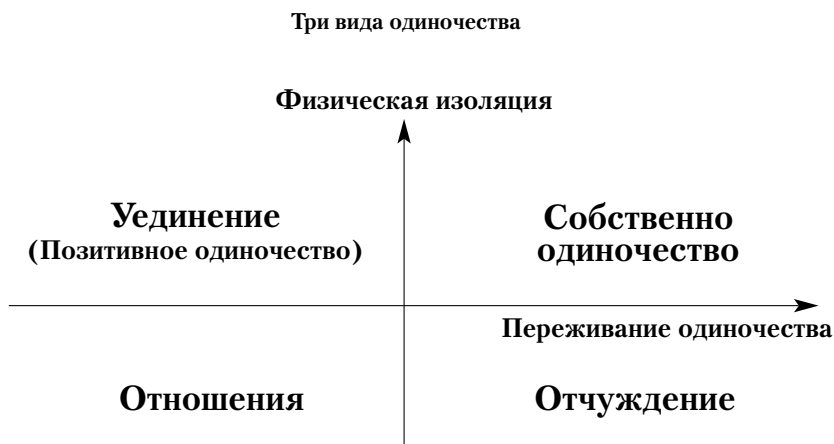 Три вида одиночества
Физическая изоляция
Уединение
(Позитивное одиночество)
Собственно
одиночество
Переживание одиночества
Отношения
Отчуждение